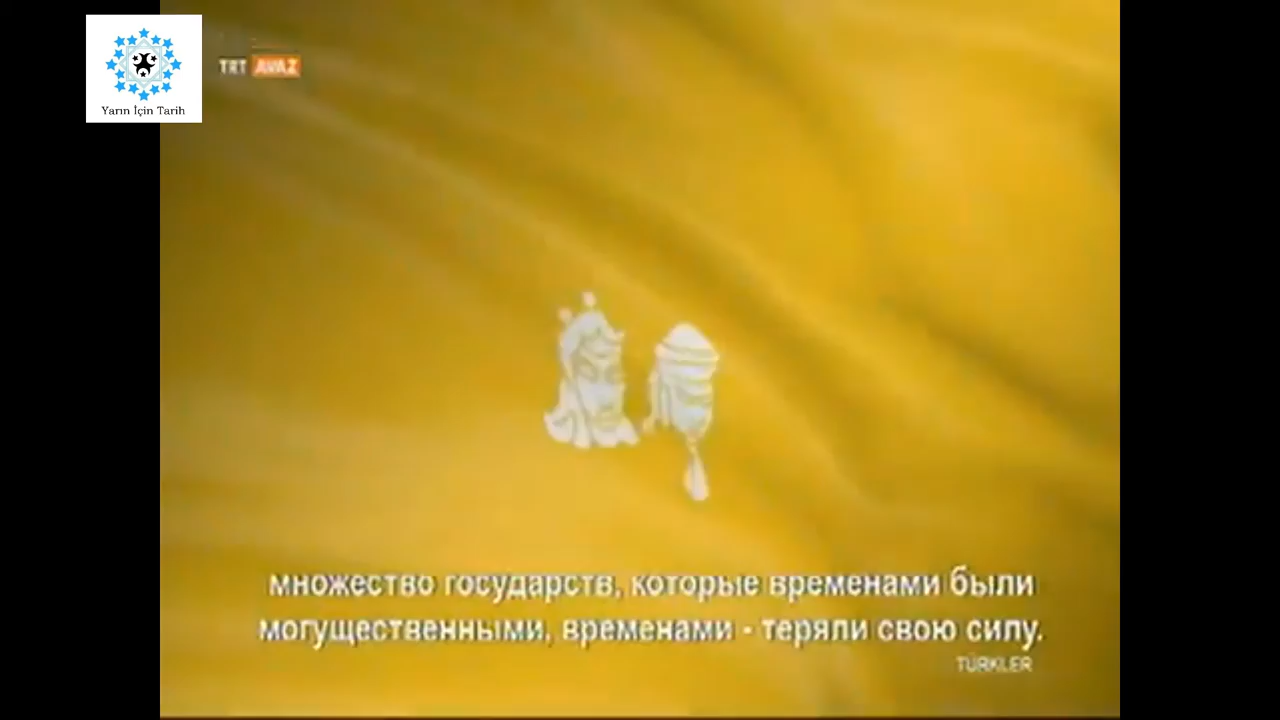 Yarın İçin Tarih
TRT AVAZ
множество государств, которые временами были
могущественными, временами - теряли свою силу.
TÜRKLER